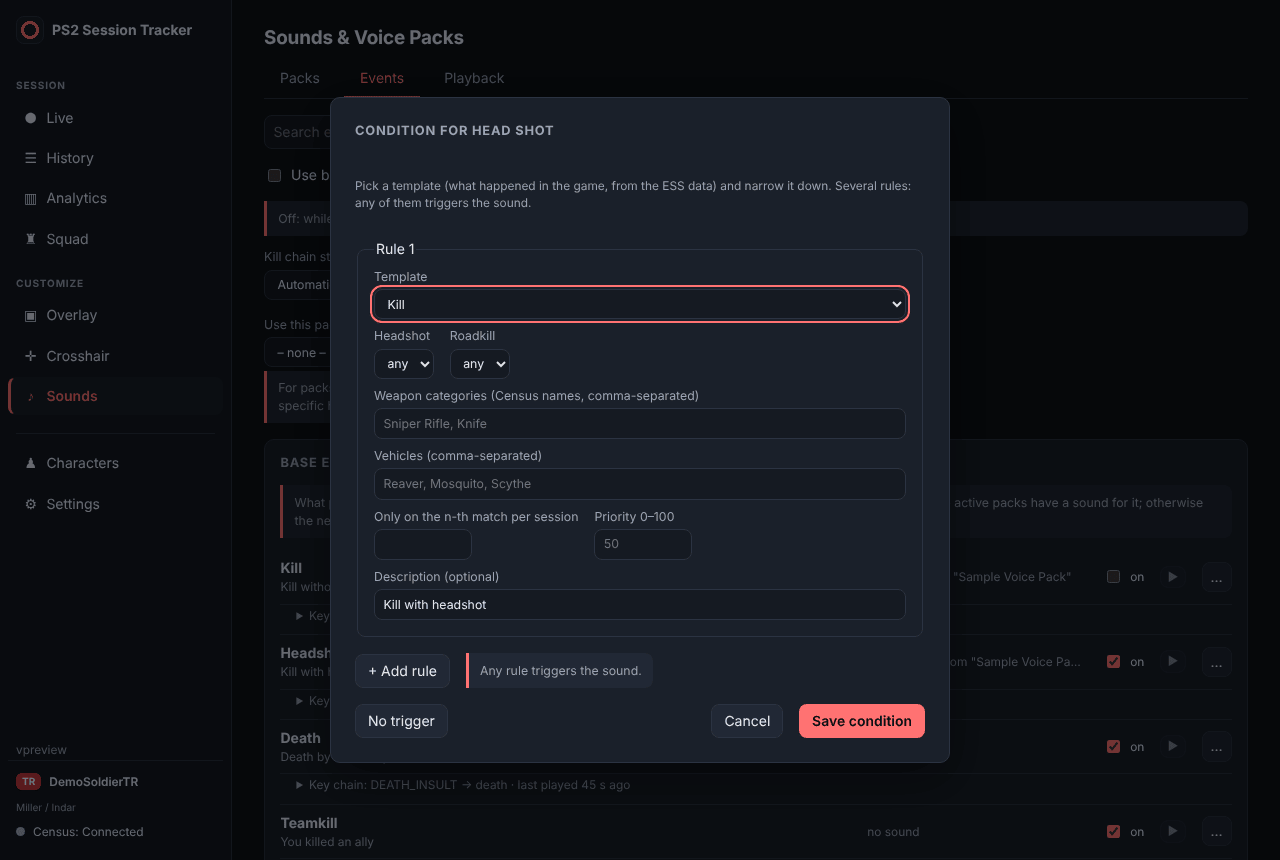 PS2 Session Tracker
SESSION
Live
History
Analytics
Squad
CUSTOMIZE
Overlay
Crosshair
Sounds
Characters
Settings
vpreview
TR DemoSoldierTR
Miller / Indar
Census: Connected
Sounds & Voice Packs
Packs Events Playback
Search
Use
Off: while
Kill chain
Automati
Use this
– none –
For
specific
BASE
What
active packs have a sound for it; otherwise
the
Kill
Kill
"Sample Voice Pack" on ...
Key
Kill with
"Sample Voice Pa... on ...
Key
Death
Death by
on ...
Key chain: DEATH_INSULT → death · last played 45 s ago
Teamkill
You killed an ally
no sound on ...
CONDITION FOR HEAD SHOT
Pick a template (what happened in the game, from the ESS data) and narrow it down. Several rules:
any of them triggers the sound.
Rule 1
Template
Kill
Headshot Roadkill
any any
Weapon categories (Census names, comma-separated)
Sniper Rifle, Knife
Vehicles (comma-separated)
Reaver, Mosquito, Scythe
Only on the n-th match per session Priority 0–100
50
Description (optional)
Kill with headshot
+ Add rule
Any rule triggers the sound.
No trigger Cancel Save condition